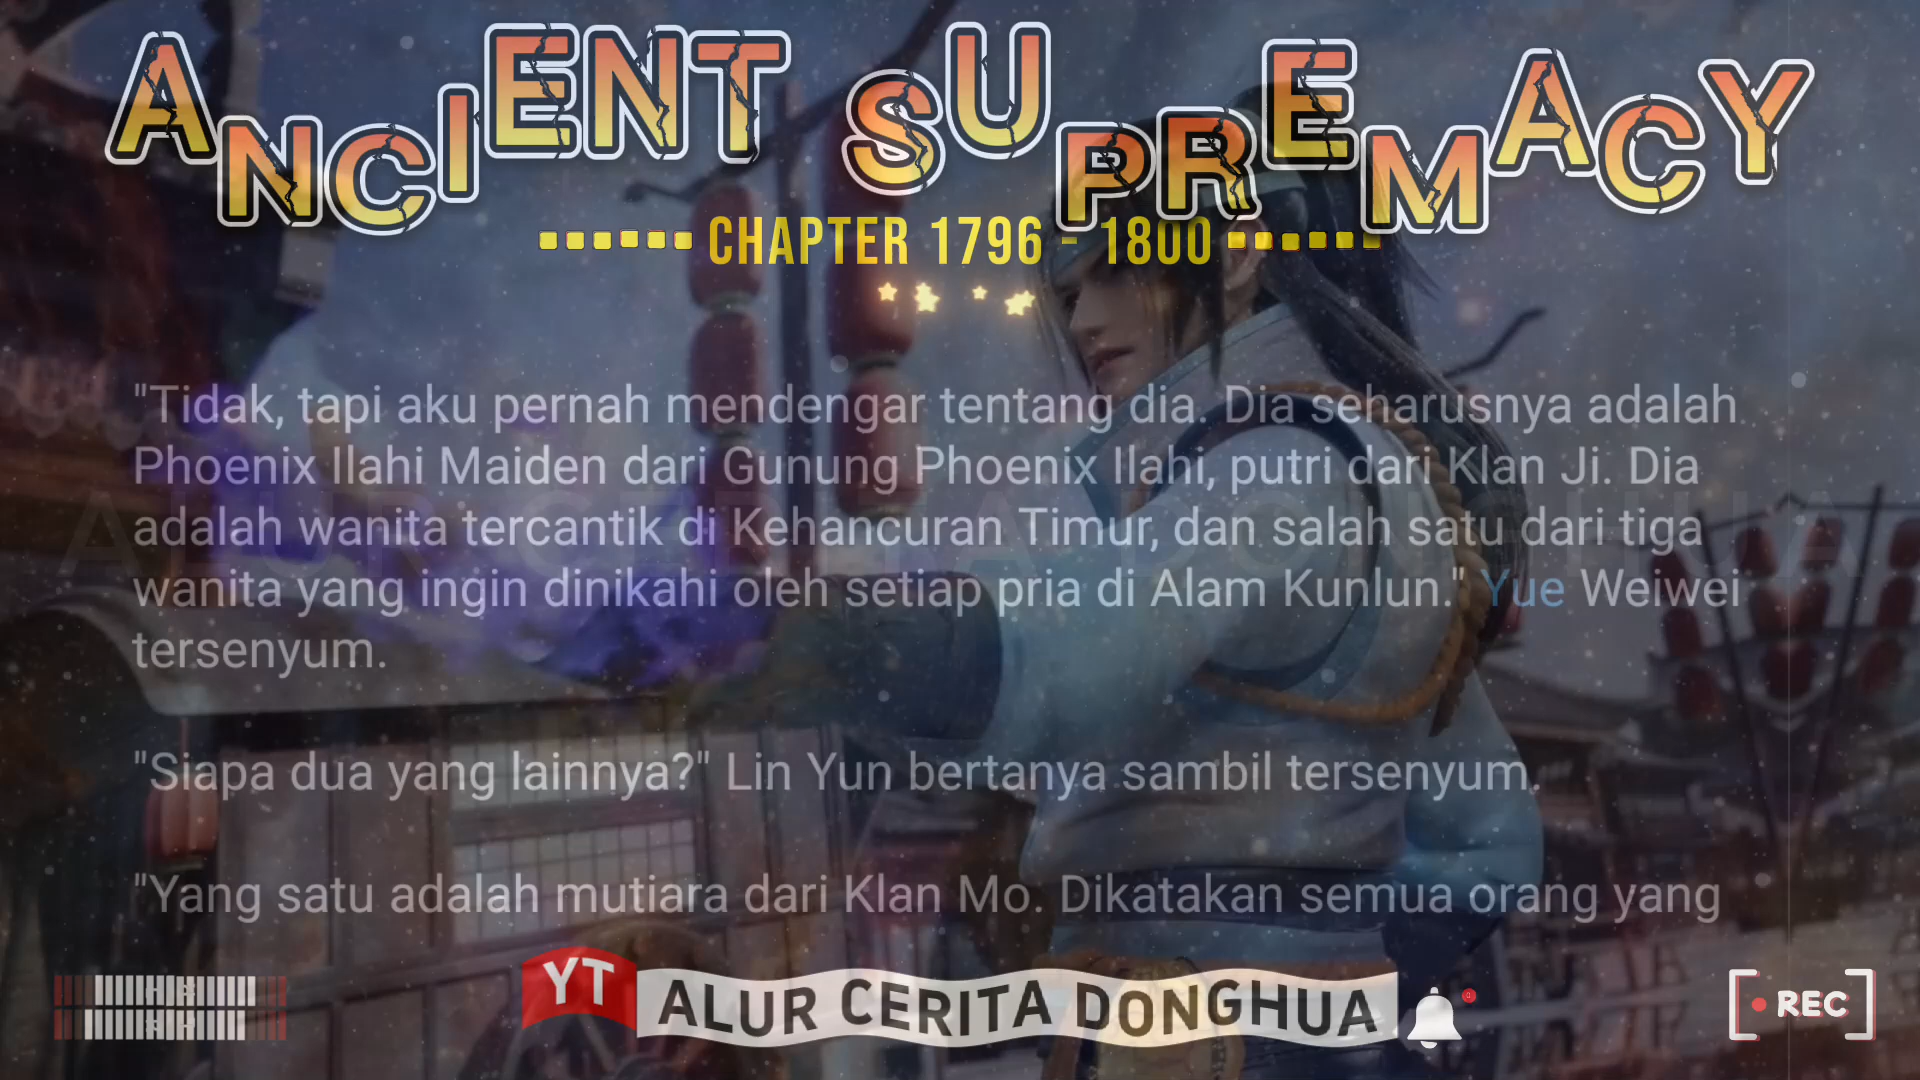 ANCIENT SUPREMACY
CHAPTER 1796 - 1800
"Tidak, tapi aku pernah mendengar tentang dia. Dia seharusnya adalah
Phoenix Ilahi Maiden dari Gunung Phoenix Ilahi, putri dari Klan Ji. Dia
adalah wanita tercantik di Kehancuran Timur, dan salah satu dari tiga
wanita yang ingin dinikahi oleh setiap pria di Alam Kunlun." Yue Weiwei
tersenyum.
"Siapa dua yang lainnya?" Lin Yun bertanya sambil tersenyum.
"Yang satu adalah mutiara dari Klan Mo. Dikatakan semua orang yang
ALUR CERITA DONGHUA
YT ALUR CERITA DONGHUA
REC